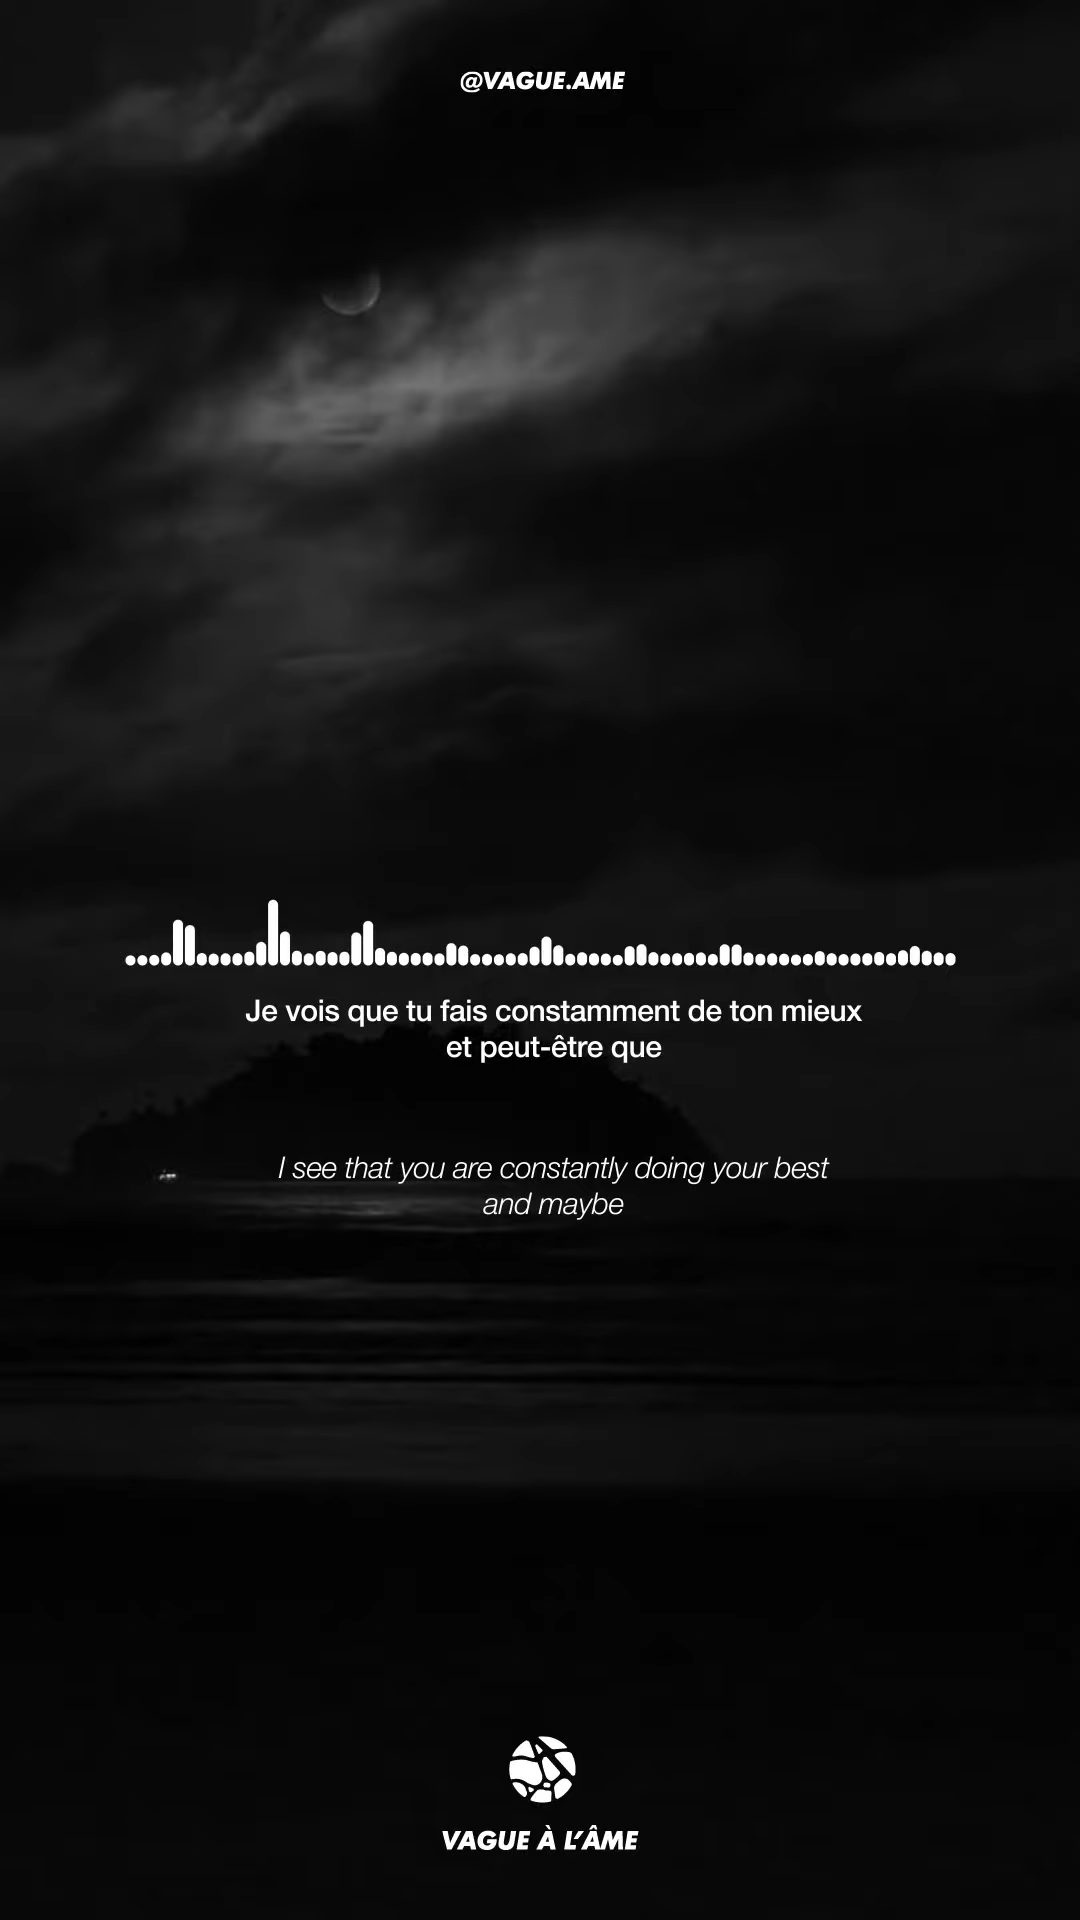 @VAGUE.AME
Je vois que tu fais constamment de ton mieux
et peut-être que
I see that you are constantly doing your best
and maybe
VAGUE À L'ÂME